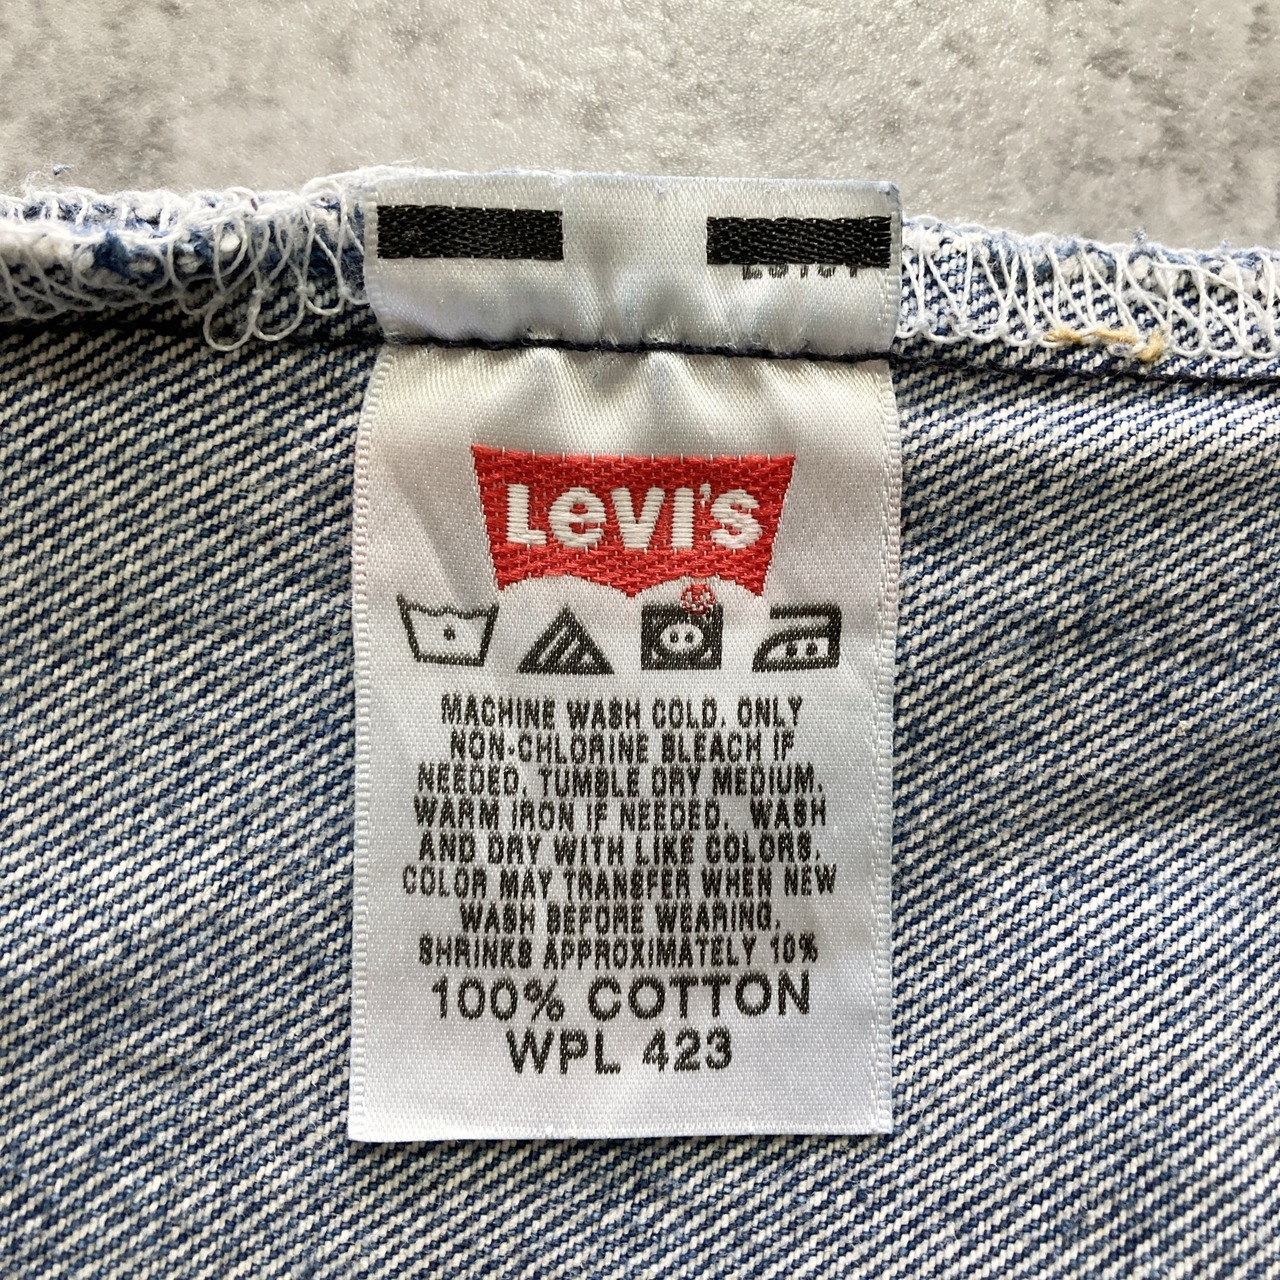 LEVI'S
MACHINE WASH COLD. ONLY
NON-CHLORINE BLEACH IF
NEEDED. TUMBLE DRY MEDIUM.
WARM IRON IF NEEDED. WASH
AND DRY WITH LIKE COLORS.
COLOR MAY TRANSFER WHEN NEW
WASH BEFORE WEARING.
SHRINKS APPROXIMATELY 10%
100% COTTON
WPL 423